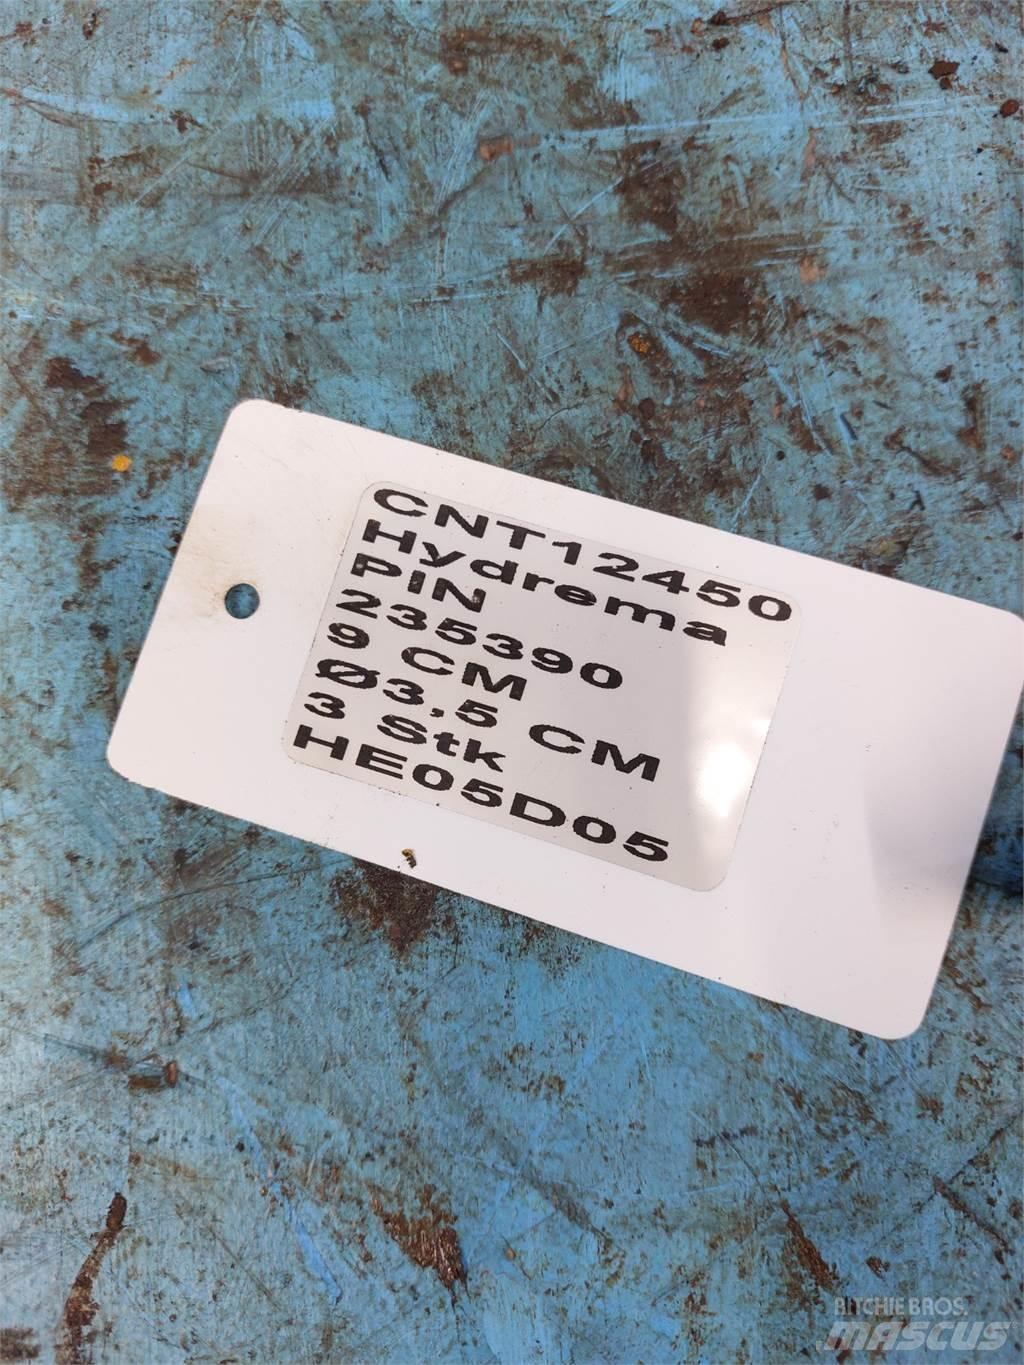 CNT12450
Hydrema
PIN
235390
9 CM
Ø3,5 CM
3 Stk
HE05D05
RITCHIE BROS.
MASCUS